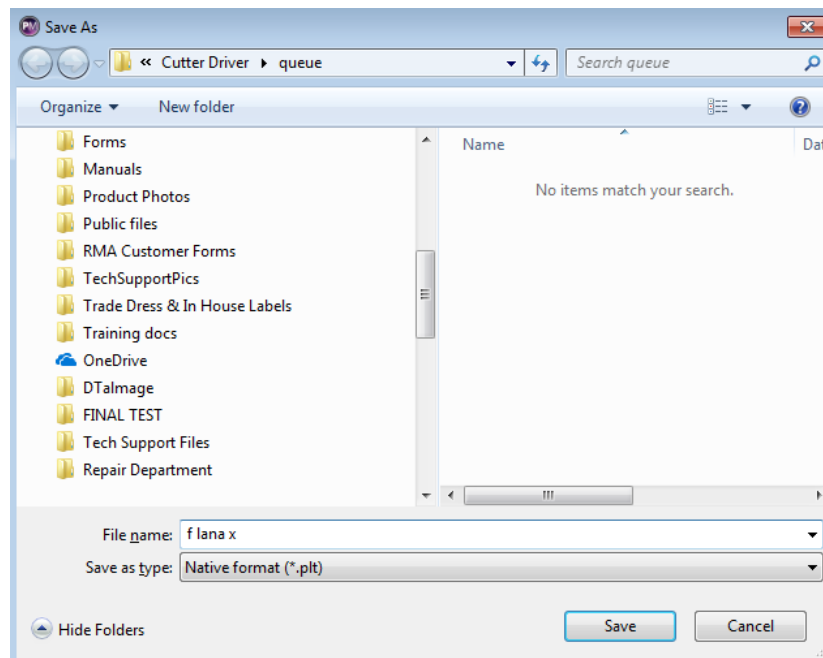 PM Save As
« Cutter Driver ▸ queue Search queue
Organize New folder
Name Dat
No items match your search.
Forms
Manuals
Product Photos
Public files
RMA Customer Forms
TechSupportPics
Trade Dress & In House Labels
Training docs
OneDrive
DTaImage
FINAL TEST
Tech Support Files
Repair Department
File name: f lana x
Save as type: Native format (*.plt)
Hide Folders Save Cancel